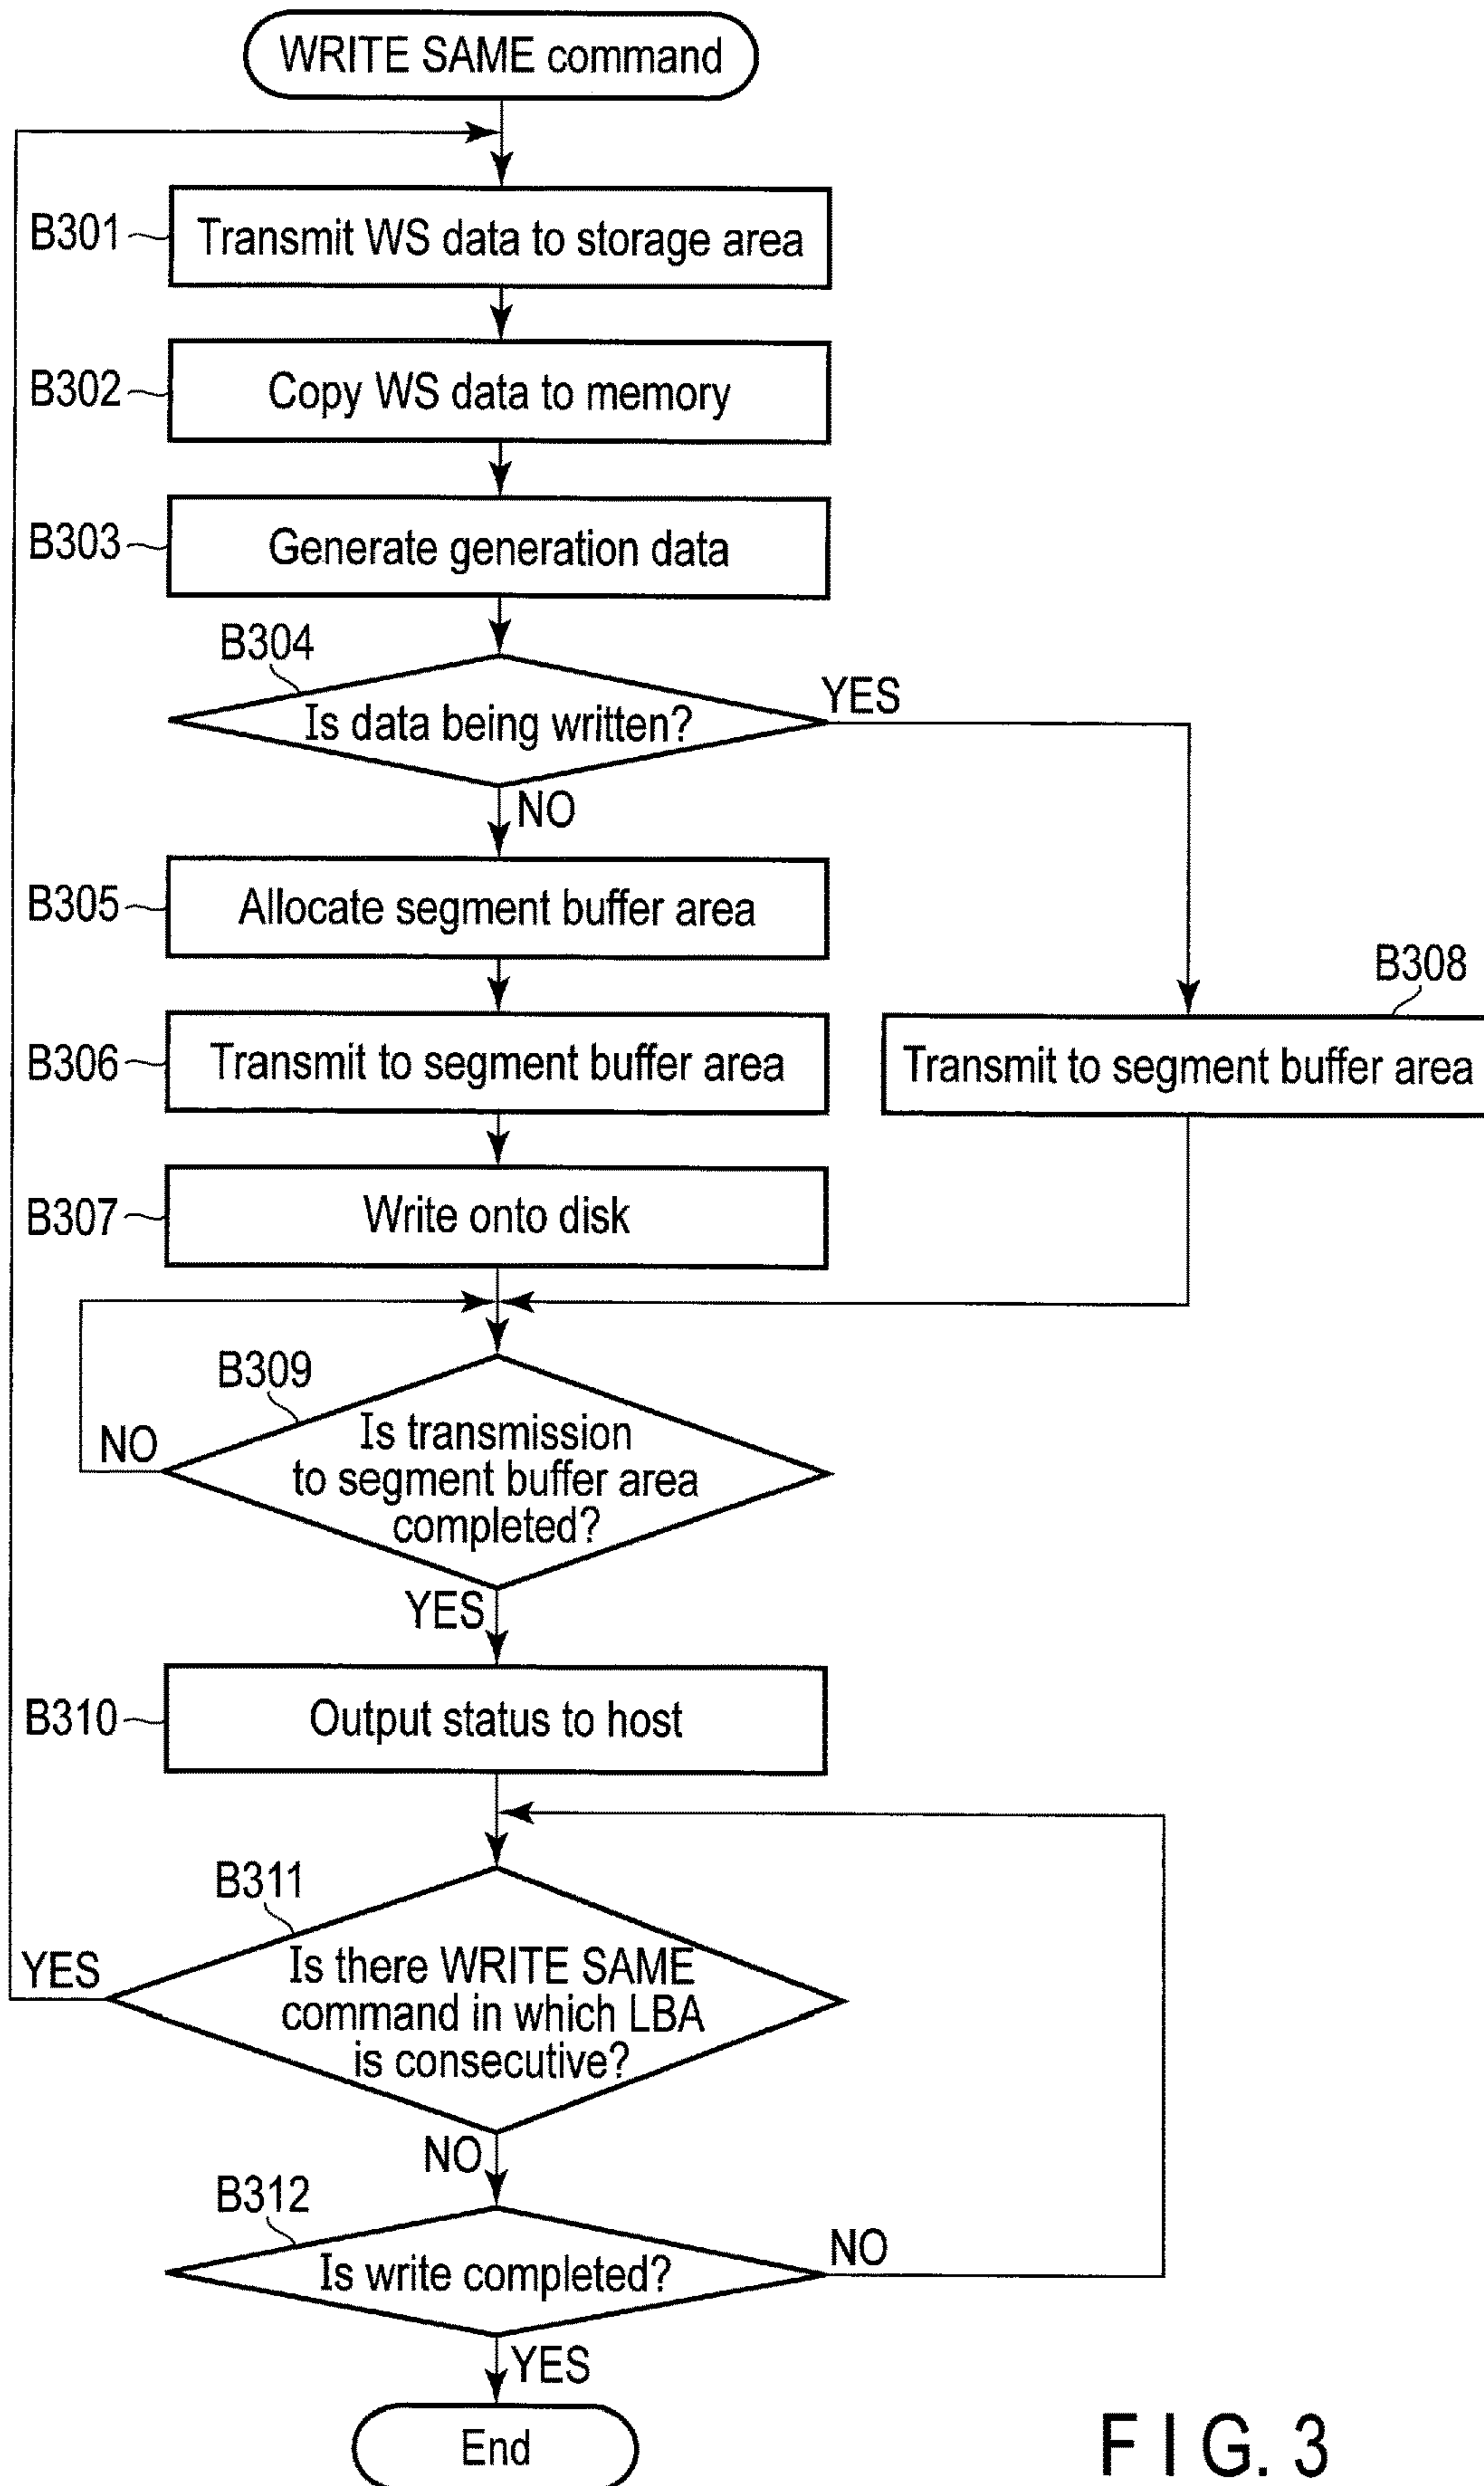 WRITE SAME command
B301
Transmit WS data to storage area
B302
Copy WS data to memory
B303
Generate generation data
B304
Is data being written?
YES
NO
B305
Allocate segment buffer area
B308
B306
Transmit to segment buffer area
Transmit to segment buffer area
B307
Write onto disk
B309
NO
Is transmission
to segment buffer area
completed?
YES
B310
Output status to host
B311
YES
Is there WRITE SAME
command in which LBA
is consecutive?
NO
B312
Is write completed?
NO
YES
End
FIG. 3